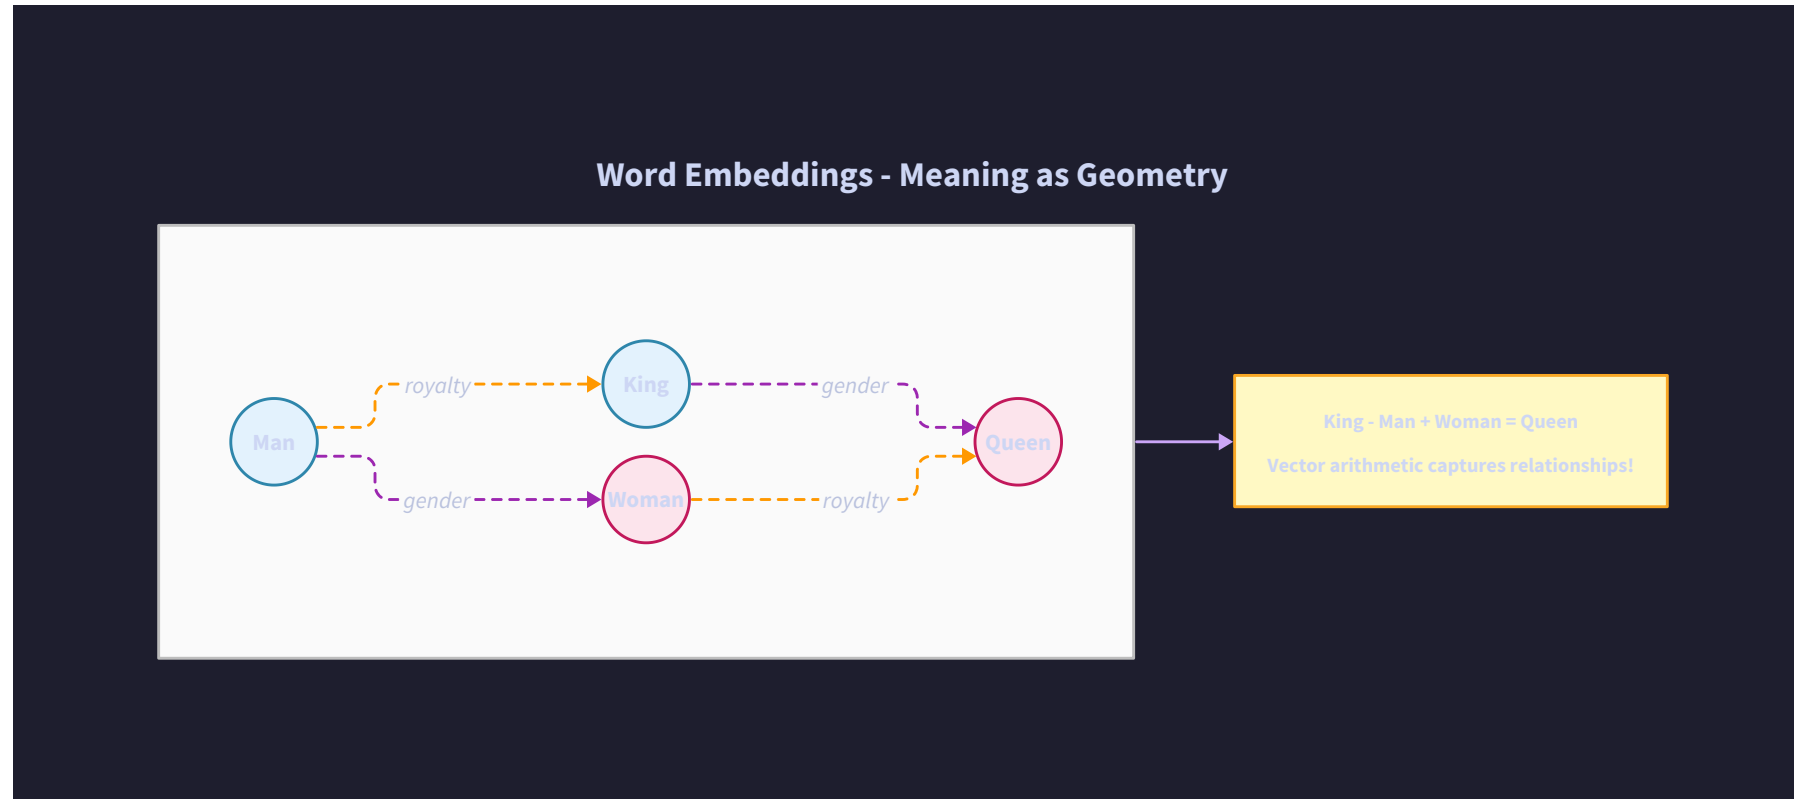 Word Embeddings - Meaning as Geometry
royalty
King
gender
Man
Queen
gender
Woman
royalty
King - Man + Woman = Queen
Vector arithmetic captures relationships!